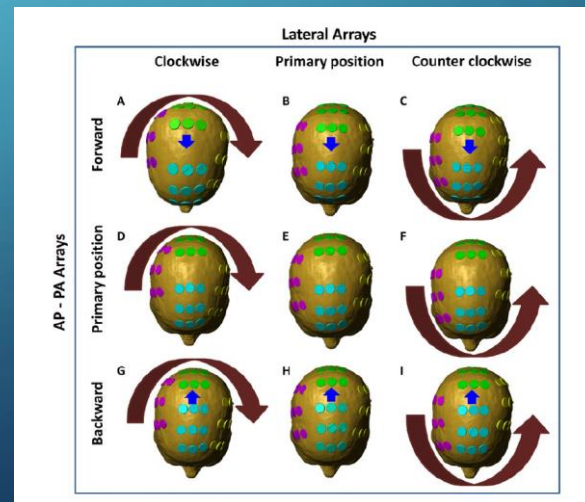 Lateral Arrays
Clockwise Primary position Counter clockwise
AP - PA Arrays
Forward
A B C
Primary position
D E F
Backward
G H I